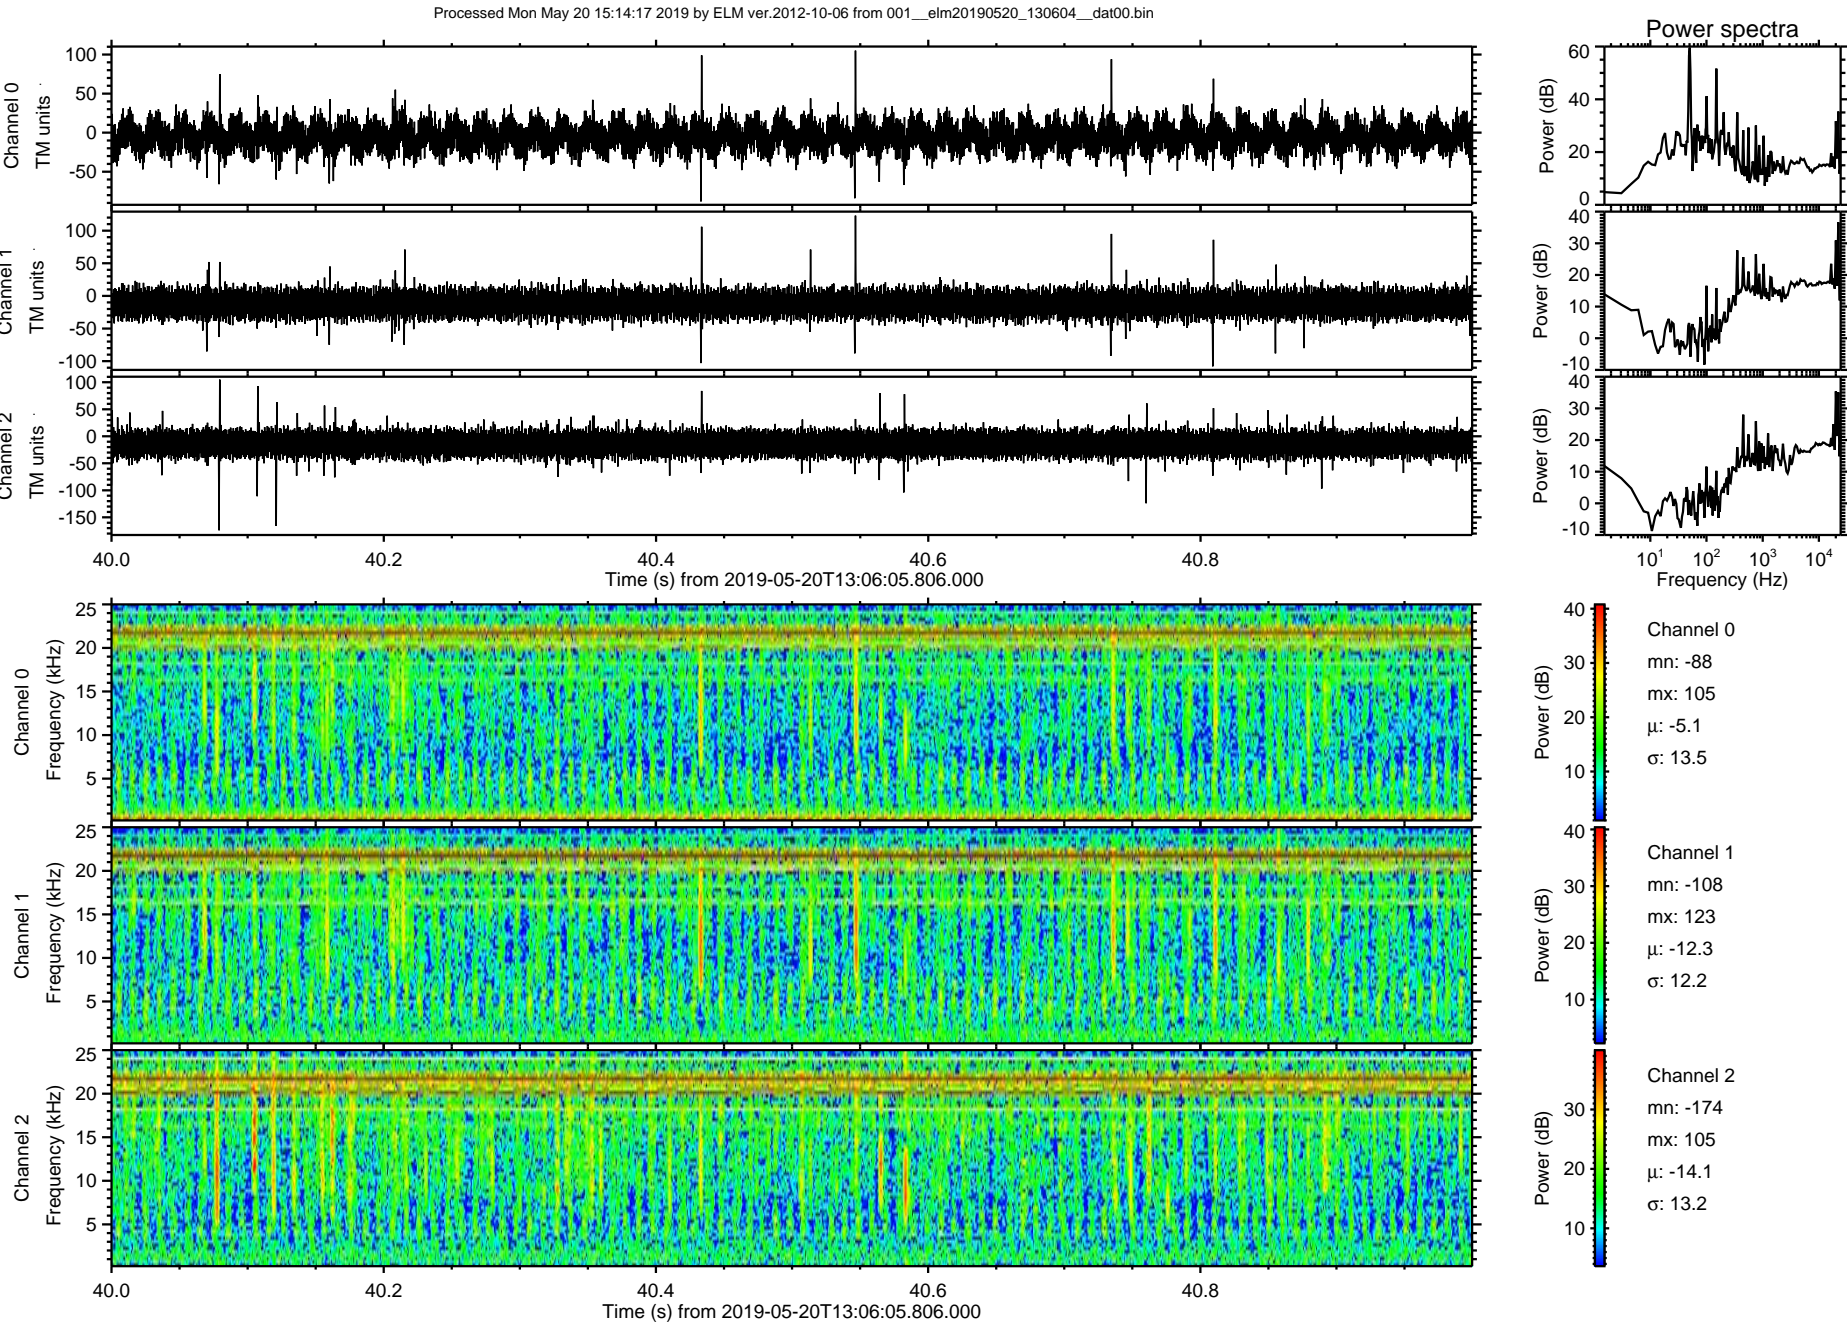 Processed Mon May 20 15:14:17 2019 by ELM ver.2012-10-06 from 001__elm20190520_130604__dat00.bin
Power spectra
Channel 0
TM units
100
50
0
-50
Power (dB)
60
40
20
0
Channel 1
TM units
100
50
0
-50
-100
Power (dB)
40
30
20
10
0
-10
Channel 2
TM units
100
50
0
-50
-100
-150
Power (dB)
40
30
20
10
0
-10
40.0 40.2 40.4 40.6 40.8
Time (s) from 2019-05-20T13:06:05.806.000
10¹ 10² 10³ 10⁴
Frequency (Hz)
Channel 0
Frequency (kHz)
25
20
15
10
5
Power (dB)
40
30
20
10
Channel 0
mn: -88
mx: 105
μ: -5.1
σ: 13.5
Channel 1
Frequency (kHz)
25
20
15
10
5
Power (dB)
40
30
20
10
Channel 1
mn: -108
mx: 123
μ: -12.3
σ: 12.2
Channel 2
Frequency (kHz)
25
20
15
10
5
Power (dB)
30
20
10
Channel 2
mn: -174
mx: 105
μ: -14.1
σ: 13.2
40.0 40.2 40.4 40.6 40.8
Time (s) from 2019-05-20T13:06:05.806.000